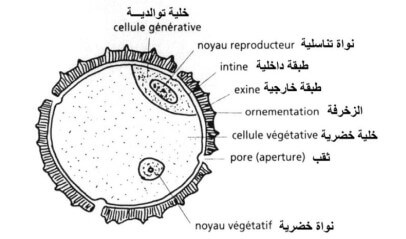 خلية توالديـــة
cellule générative
noyau reproducteur نواة تناسلية
intine طبقة داخلية
exine طبقة خارجية
ornementation الزخرفة
cellule végétative خلية خضرية
pore (aperture) ثقب
noyau végétatif نواة خضرية